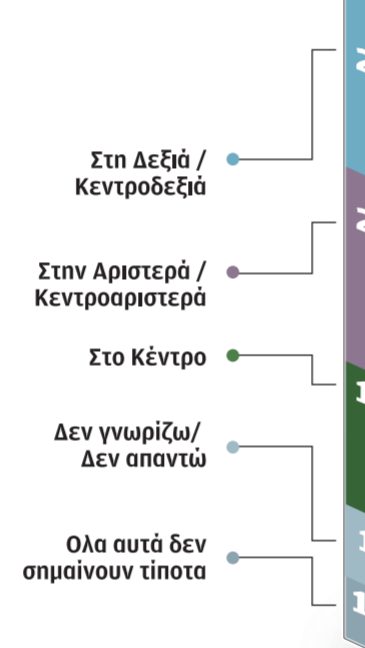 Στη Δεξιά /
Κεντροδεξιά
Στην Αριστερά /
Κεντροαριστερά
Στο Κέντρο
Δεν γνωρίζω/
Δεν απαντώ
Ολα αυτά δεν
σημαίνουν τίποτα